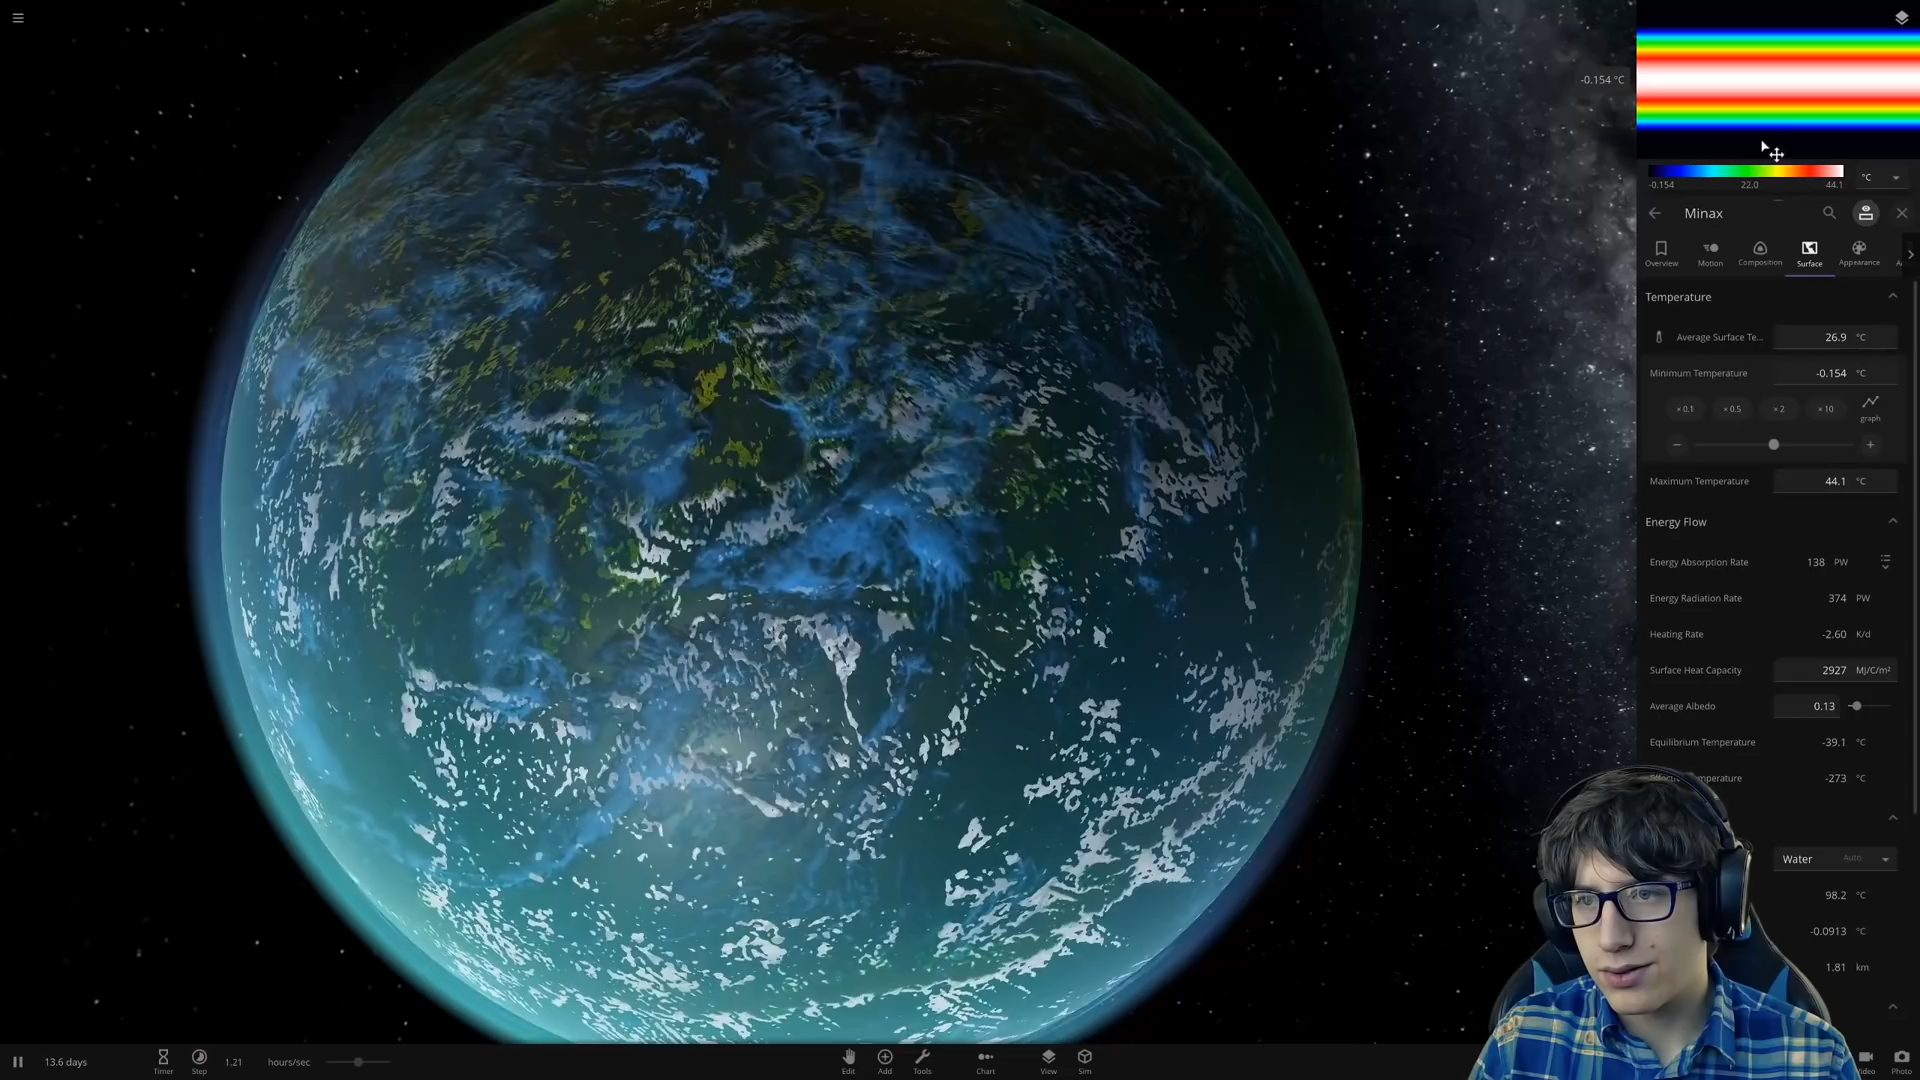 -0.154 °C
-0.154 22.0 44.1 °C
Minax
Overview Motion Composition Surface Appearance
Temperature
Average Surface Te... 26.9 °C
Minimum Temperature -0.154 °C
× 0.1 × 0.5 × 2 × 10 graph
Maximum Temperature 44.1 °C
Energy Flow
Energy Absorption Rate 138 PW
Energy Radiation Rate 374 PW
Heating Rate -2.60 K/d
Surface Heat Capacity 2927 MJ/C/m²
Average Albedo 0.13
Equilibrium Temperature -39.1 °C
Temperature -273 °C
Water Auto
98.2 °C
-0.0913 °C
1.81 km
13.6 days Timer Step 1.21 hours/sec Edit Add Tools Chart View Sim Photo